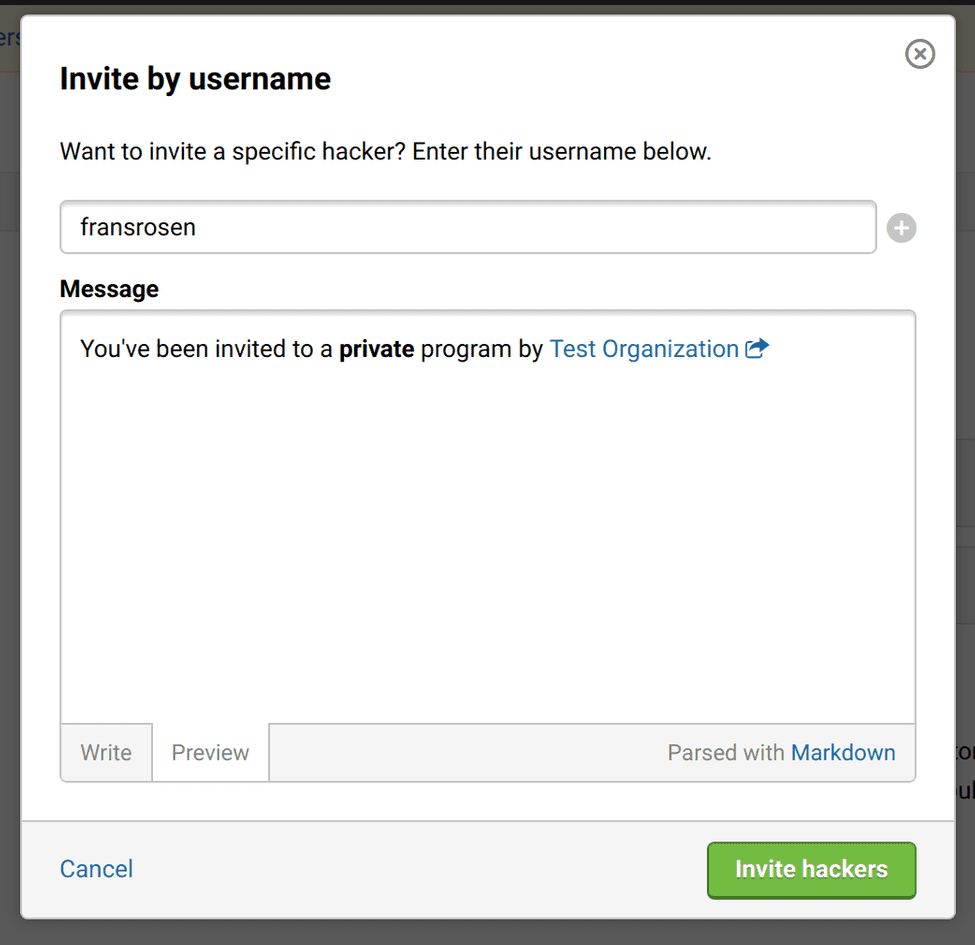 Invite by username
Want to invite a specific hacker? Enter their username below.
fransrosen
Message
You've been invited to a private program by Test Organization
Write
Preview
Parsed with Markdown
Cancel
Invite hackers